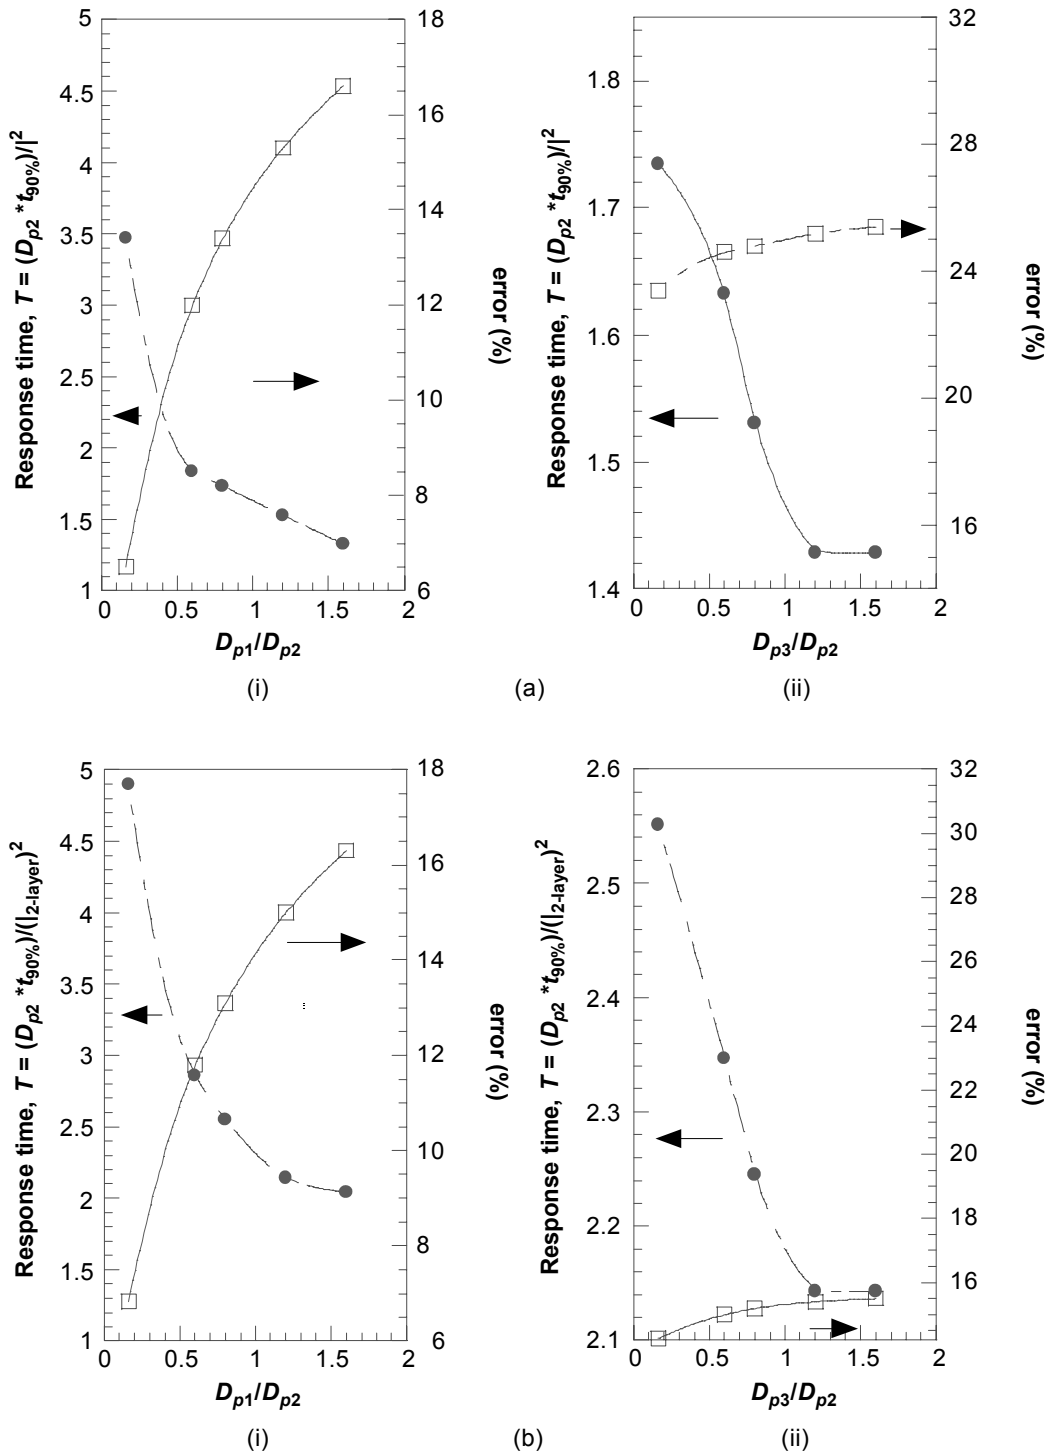 5
4.5
4
3.5
3
2.5
2
1.5
1
Response time, T = (Dp2 *t90%)/|²
18
16
14
12
10
8
6
error (%)
0 0.5 1 1.5 2
Dp1/Dp2
(i)
1.8
1.7
1.6
1.5
1.4
Response time, T = (Dp2 *t90%)/|²
32
28
24
20
16
error (%)
0 0.5 1 1.5 2
Dp3/Dp2
(ii)
(a)
5
4.5
4
3.5
3
2.5
2
1.5
1
Response time, T = (Dp2 *t90%)/(|2-layer)²
18
16
14
12
10
8
6
error (%)
0 0.5 1 1.5 2
Dp1/Dp2
(i)
2.6
2.5
2.4
2.3
2.2
2.1
Response time, T = (Dp2 *t90%)/(|2-layer)²
32
30
28
26
24
22
20
18
16
error (%)
0 0.5 1 1.5 2
Dp3/Dp2
(ii)
(b)